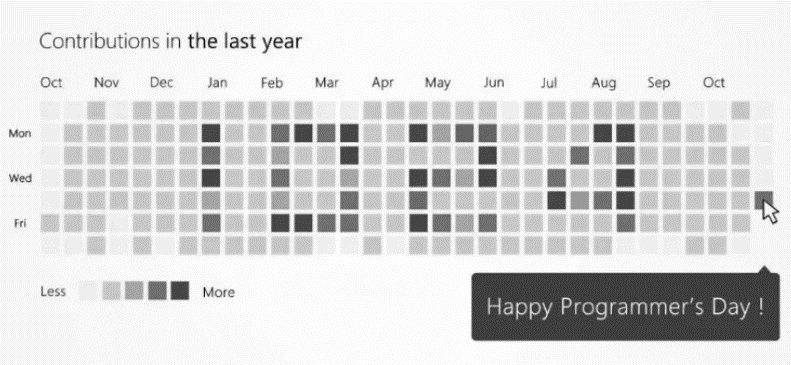 Contributions in the last year
Oct Nov Dec Jan Feb Mar Apr May Jun Jul Aug Sep Oct
Mon
Wed
Fri
Less More
Happy Programmer's Day !